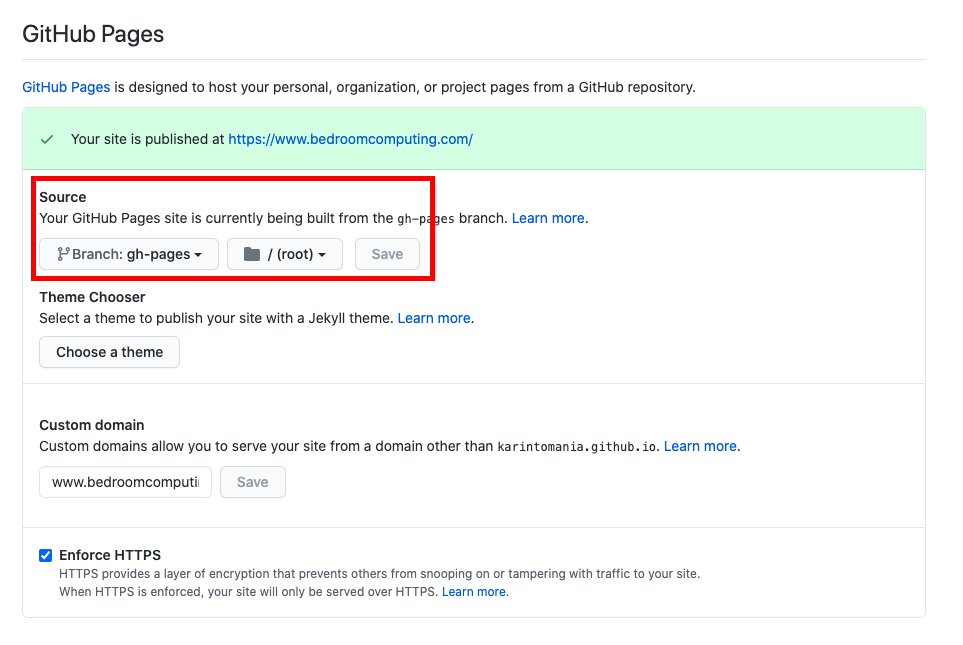 GitHub Pages
GitHub Pages is designed to host your personal, organization, or project pages from a GitHub repository.
Your site is published at https://www.bedroomcomputing.com/
Source
Your GitHub Pages site is currently being built from the gh-pages branch. Learn more.
Branch: gh-pages / (root) Save
Theme Chooser
Select a theme to publish your site with a Jekyll theme. Learn more.
Choose a theme
Custom domain
Custom domains allow you to serve your site from a domain other than karintomania.github.io. Learn more.
www.bedroomcomputi Save
Enforce HTTPS
HTTPS provides a layer of encryption that prevents others from snooping on or tampering with traffic to your site.
When HTTPS is enforced, your site will only be served over HTTPS. Learn more.